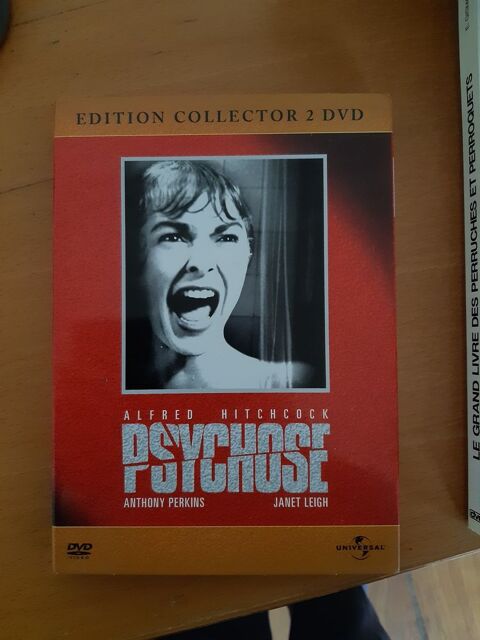 EDITION COLLECTOR 2 DVD
ALFRED HITCHCOCK
PSYCHOSE
ANTHONY PERKINS JANET LEIGH
DVD
VIDEO
UNIVERSAL
LE GRAND LIVRE DES PERRUCHES ET PERROQUETS